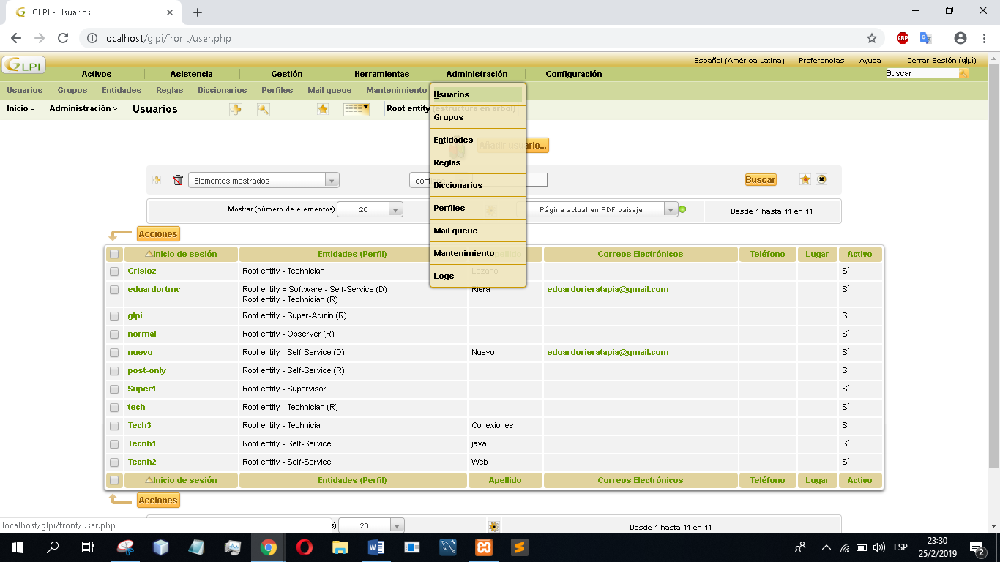 GLPI - Usuarios
localhost/glpi/front/user.php
ABP
GLPI
Español (América Latina) Preferencias Ayuda Cerrar Sesión (glpi)
Activos Asistencia Gestión Herramientas Administración Configuración
Buscar
Usuarios Grupos Entidades Reglas Diccionarios Perfiles Mail queue Mantenimiento
Inicio > Administración > Usuarios Root entity (estructura en árbol)
Usuarios
Grupos
Entidades
Reglas
Diccionarios
Perfiles
Mail queue
Mantenimiento
Logs
Añadir usuario...
Elementos mostrados Buscar
Mostrar (número de elementos) 20 Página actual en PDF paisaje Desde 1 hasta 11 en 11
Acciones
Inicio de sesión Entidades (Perfil) Apellido Correos Electrónicos Teléfono Lugar Activo
Crisloz Root entity - Technician Lozano Sí
eduardortmc Root entity > Software - Self-Service (D) Riera eduardorieratapia@gmail.com Sí
Root entity - Technician (R)
glpi Root entity - Super-Admin (R) Sí
normal Root entity - Observer (R) Sí
nuevo Root entity - Self-Service (D) Nuevo eduardorieratapia@gmail.com Sí
post-only Root entity - Self-Service (R) Sí
Super1 Root entity - Supervisor Sí
tech Root entity - Technician (R) Sí
Tech3 Root entity - Technician Conexiones Sí
Tecnh1 Root entity - Self-Service java Sí
Tecnh2 Root entity - Self-Service Web Sí
Inicio de sesión Entidades (Perfil) Apellido Correos Electrónicos Teléfono Lugar Activo
Acciones
localhost/glpi/front/user.php
20 Desde 1 hasta 11 en 11
ESP
23:30
25/2/2019
2